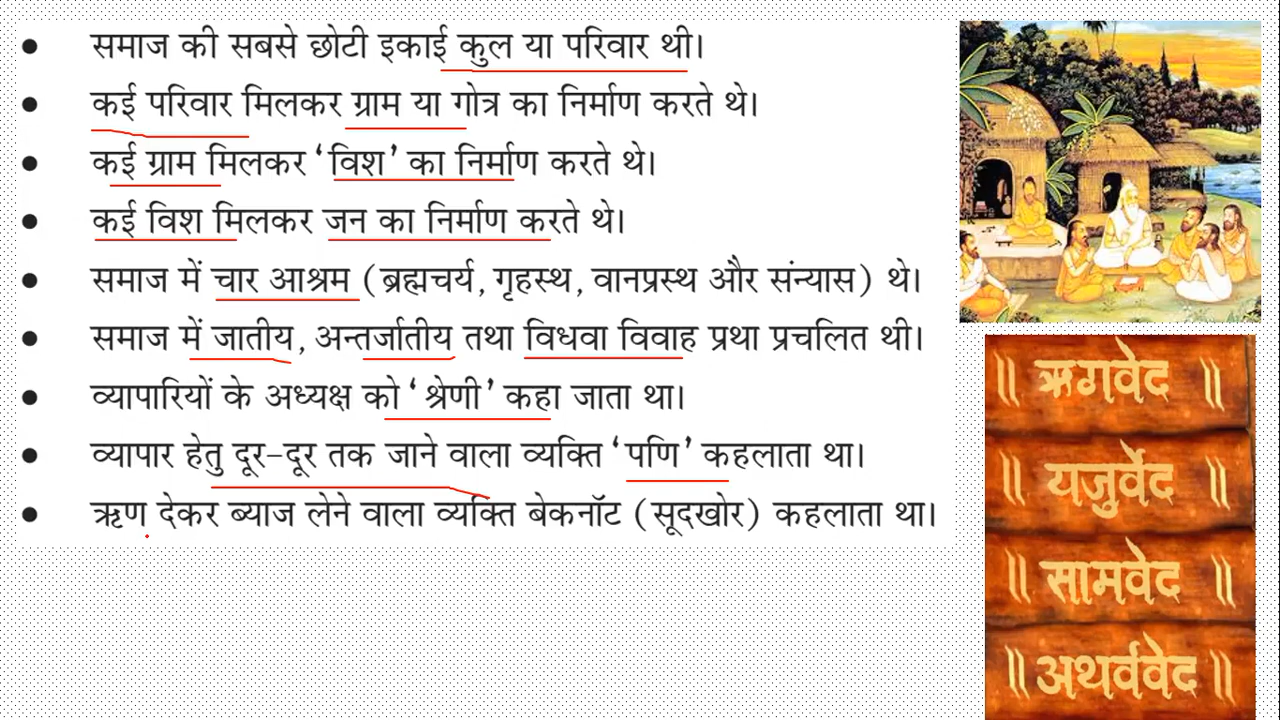 • समाज की सबसे छोटी इकाई कुल या परिवार थी।
• कई परिवार मिलकर ग्राम या गोत्र का निर्माण करते थे।
• कई ग्राम मिलकर ‘विश’ का निर्माण करते थे।
• कई विश मिलकर जन का निर्माण करते थे।
• समाज में चार आश्रम (ब्रह्मचर्य, गृहस्थ, वानप्रस्थ और संन्यास) थे।
• समाज में जातीय, अन्तर्जातीय तथा विधवा विवाह प्रथा प्रचलित थी।
• व्यापारियों के अध्यक्ष को ‘श्रेणी’ कहा जाता था।
• व्यापार हेतु दूर-दूर तक जाने वाला व्यक्ति ‘पणि’ कहलाता था।
• ऋण देकर ब्याज लेने वाला व्यक्ति बेकनॉट (सूदखोर) कहलाता था।
॥ ऋगवेद ॥
॥ यजुर्वेद ॥
॥ सामवेद ॥
॥ अथर्ववेद ॥